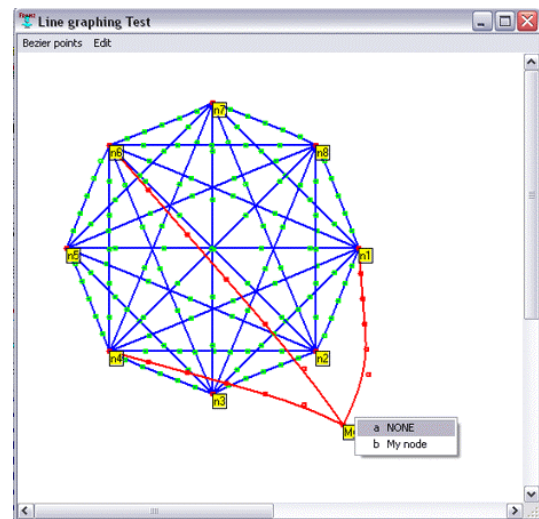 Line graphing Test
Bezier points Edit
n7
n6
n8
n5
n1
n4
n2
n3
a NONE
b My node